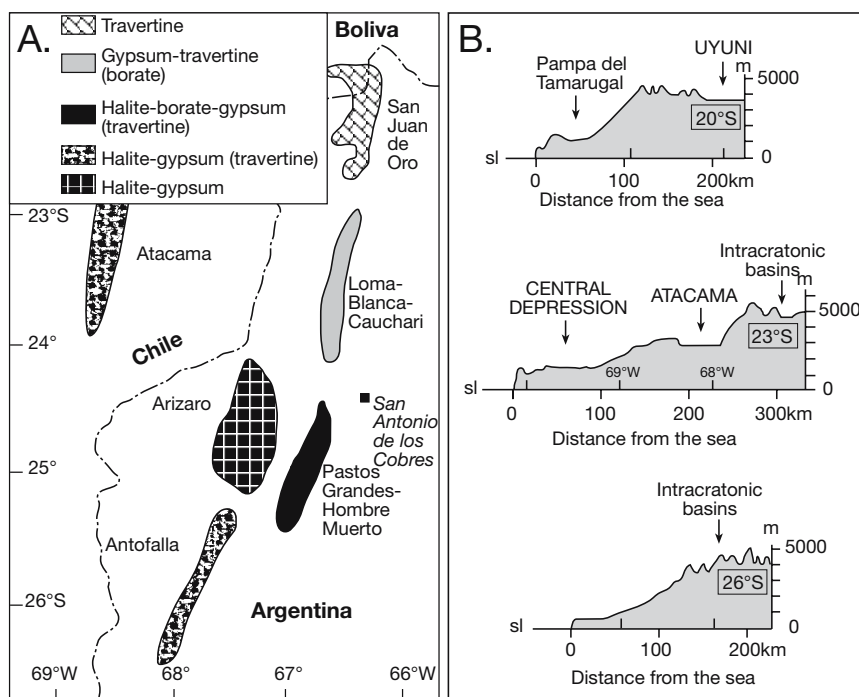 A.
Travertine
Gypsum-travertine
(borate)
Halite-borate-gypsum
(travertine)
Halite-gypsum (travertine)
Halite-gypsum
Boliva
San
Juan
de
Oro
23°S
Atacama
Loma-
Blanca-
Cauchari
24°
Chile
Arizaro
San
Antonio
de los
Cobres
25°
Pastos
Grandes-
Hombre
Muerto
Antofalla
26°S
Argentina
69°W
68°
67°
66°W
B.
UYUNI
Pampa del
Tamarugal
m
5000
20°S
sl
0
0
100
200km
Distance from the sea
Intracratonic
basins
CENTRAL
DEPRESSION
ATACAMA
m
5000
23°S
69°W
68°W
sl
0
0
100
200
300km
Distance from the sea
Intracratonic
basins
m
5000
26°S
sl
0
0
100
200km
Distance from the sea